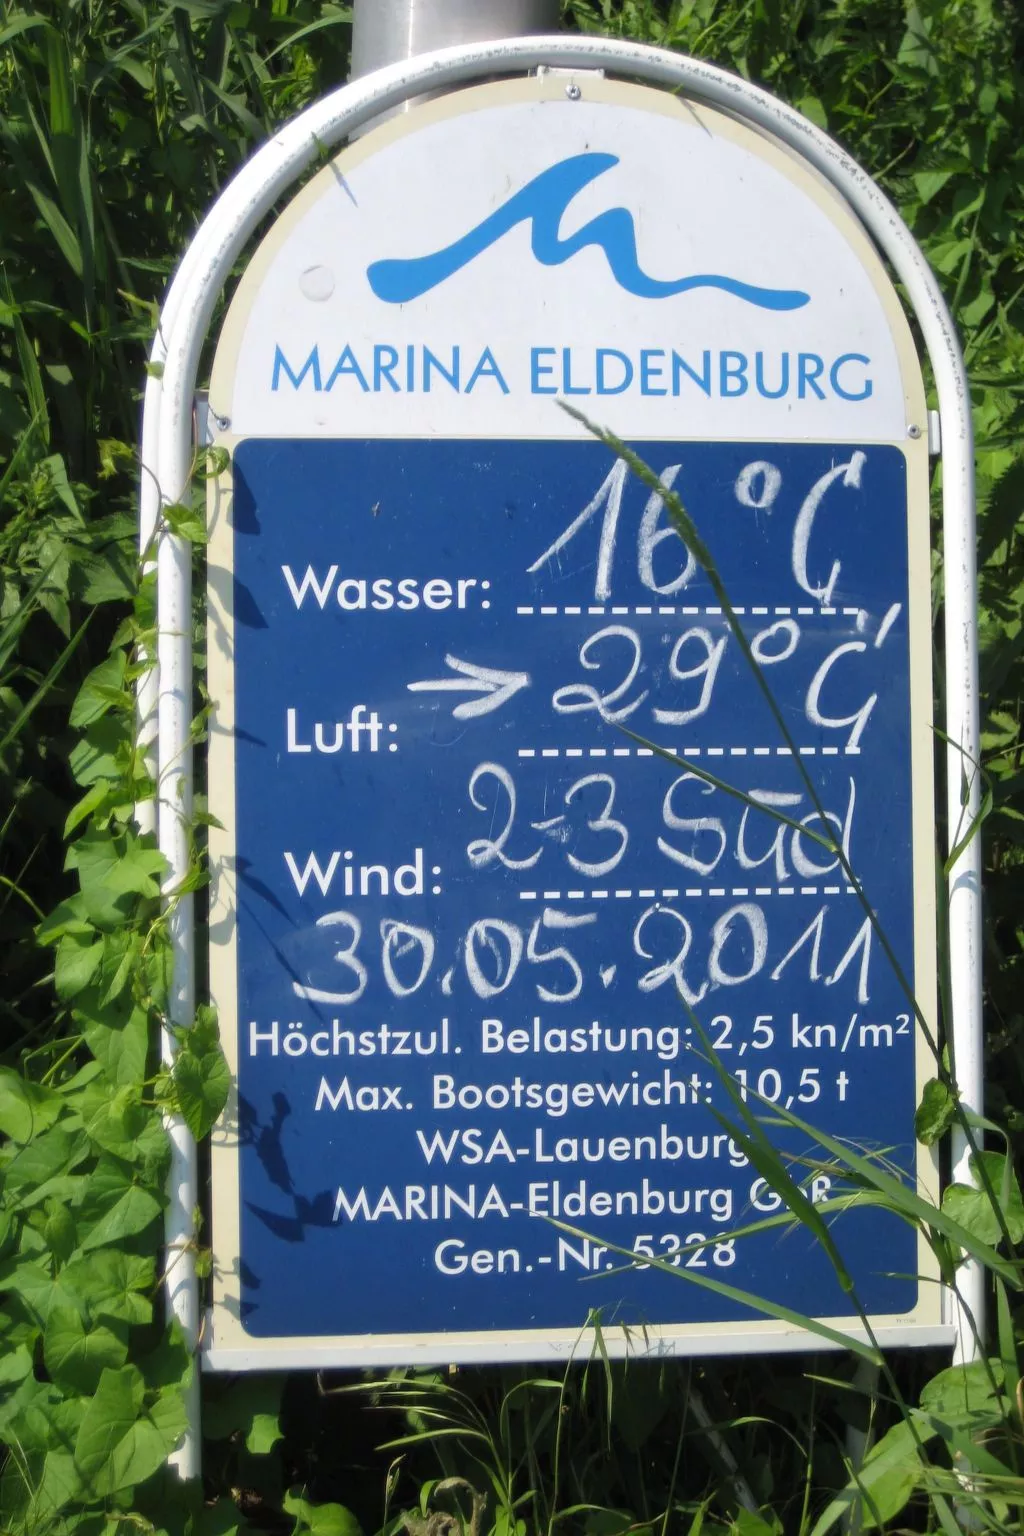 MARINA ELDENBURG
Wasser: 16°C
Luft: → 29°C
Wind: 2-3 Süd
30.05.2011
Höchstzul. Belastung: 2,5 kn/m²
Max. Bootsgewicht: 10,5 t
WSA-Lauenburg
MARINA-Eldenburg
Gen.-Nr. 5328